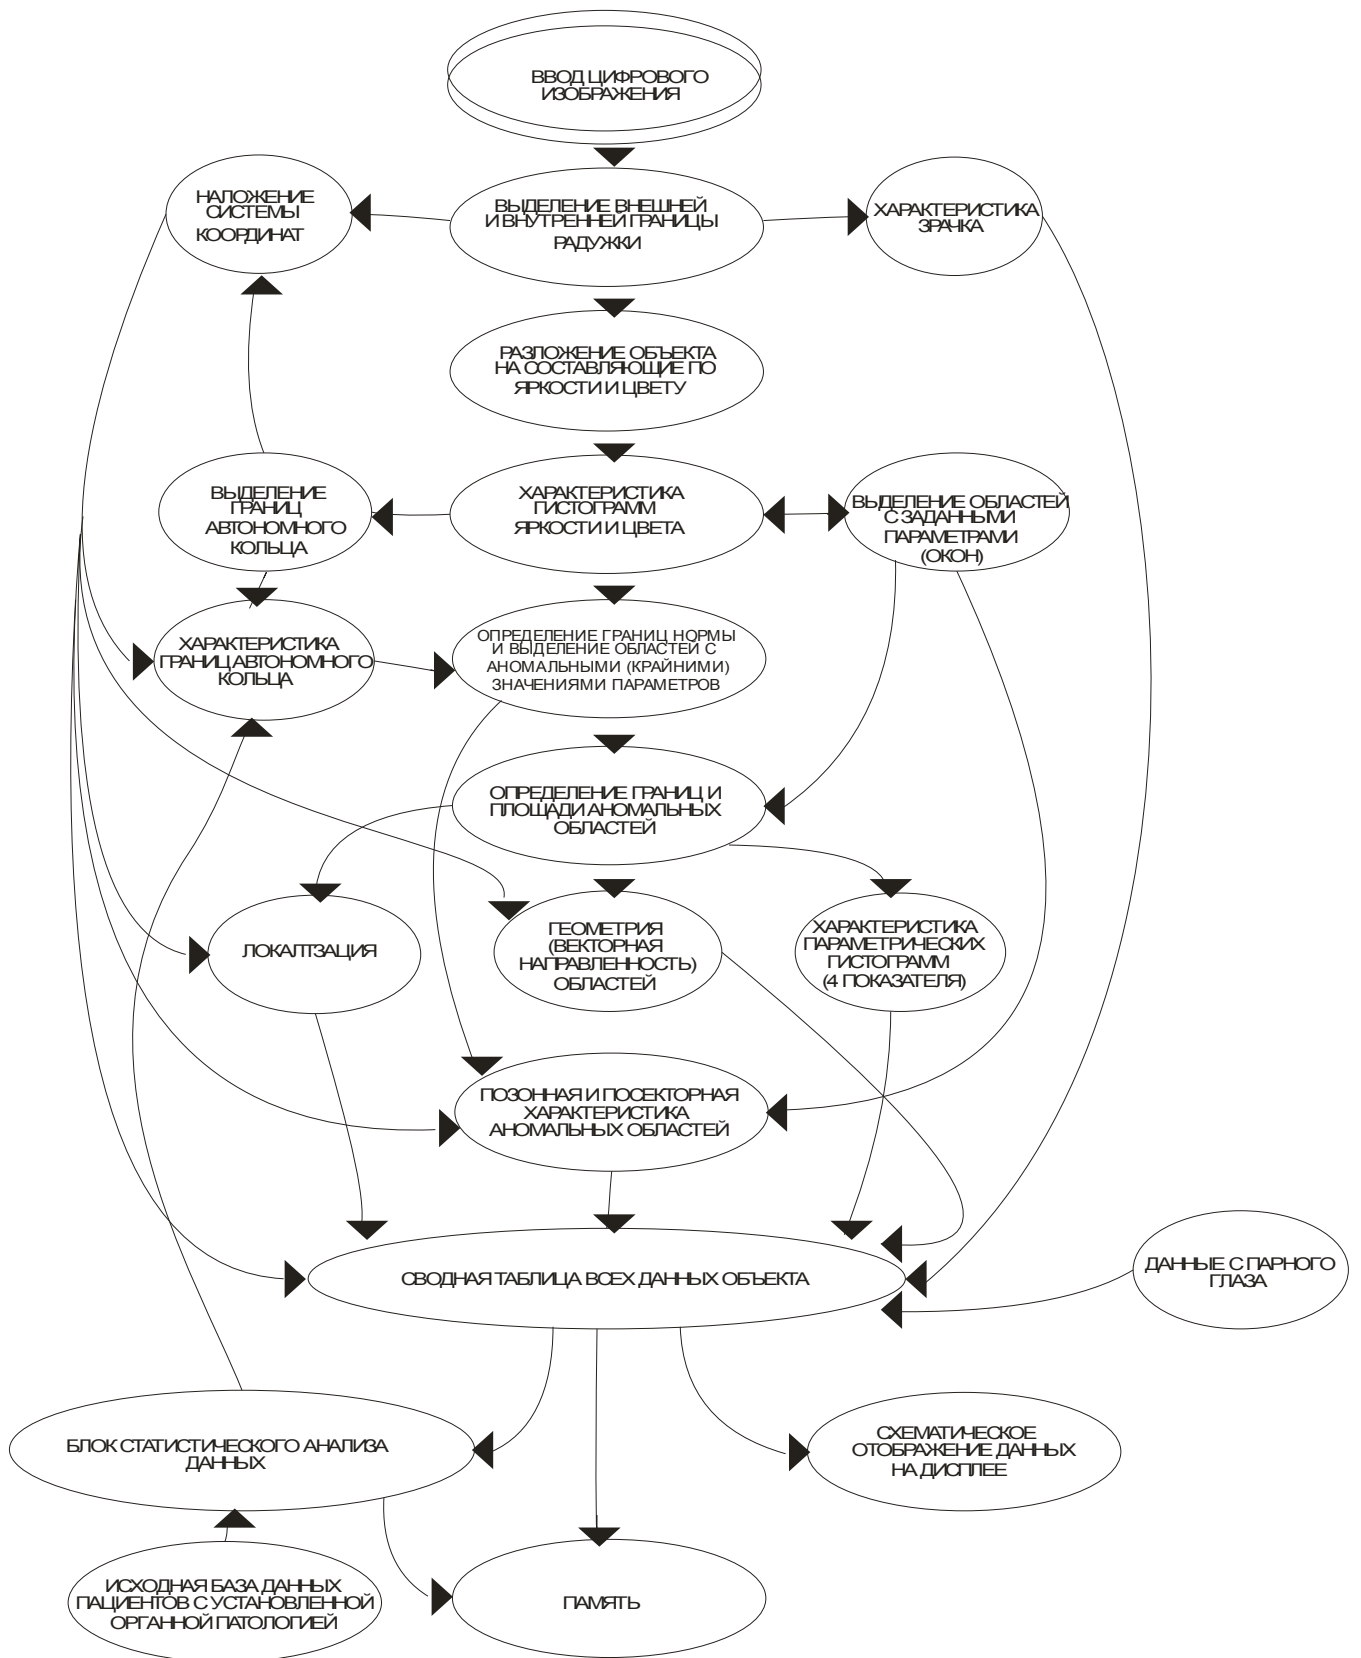 ВВОД ЦИФРОВОГО
ИЗОБРАЖЕНИЯ
НАЛОЖЕНИЕ
СИСТЕМЫ
КООРДИНАТ
ВЫДЕЛЕНИЕ ВНЕШНЕЙ
И ВНУТРЕННЕЙ ГРАНИЦЫ
РАДУЖКИ
ХАРАКТЕРИСТИКА
ЗРАЧКА
РАЗЛОЖЕНИЕ ОБЪЕКТА
НА СОСТАВЛЯЮЩИЕ ПО
ЯРКОСТИ И ЦВЕТУ
ВЫДЕЛЕНИЕ
ГРАНИЦ
АВТОНОМНОГО
КОЛЬЦА
ХАРАКТЕРИСТИКА
ГИСТОГРАММ
ЯРКОСТИ И ЦВЕТА
ВЫДЕЛЕНИЕ ОБЛАСТЕЙ
С ЗАДАННЫМИ
ПАРАМЕТРАМИ
(ОКОН)
ХАРАКТЕРИСТИКА
ГРАНИЦ АВТОНОМНОГО
КОЛЬЦА
ОПРЕДЕЛЕНИЕ ГРАНИЦ НОРМЫ
И ВЫДЕЛЕНИЕ ОБЛАСТЕЙ С
АНОМАЛЬНЫМИ (КРАЙНИМИ)
ЗНАЧЕНИЯМИ ПАРАМЕТРОВ
ОПРЕДЕЛЕНИЕ ГРАНИЦ И
ПЛОЩАДИ АНОМАЛЬНЫХ
ОБЛАСТЕЙ
ЛОКАЛТЗАЦИЯ
ГЕОМЕТРИЯ
(ВЕКТОРНАЯ
НАПРАВЛЕННОСТЬ)
ОБЛАСТЕЙ
ХАРАКТЕРИСТИКА
ПАРАМЕТРИЧЕСКИХ
ГИСТОГРАММ
(4 ПОКАЗАТЕЛЯ)
ПОЗОННАЯ И ПОСЕКТОРНАЯ
ХАРАКТЕРИСТИКА
АНОМАЛЬНЫХ ОБЛАСТЕЙ
СВОДНАЯ ТАБЛИЦА ВСЕХ ДАННЫХ ОБЪЕКТА
ДАННЫЕ С ПАРНОГО
ГЛАЗА
БЛОК СТАТИСТИЧЕСКОГО АНАЛИЗА
ДАННЫХ
СХЕМАТИЧЕСКОЕ
ОТОБРАЖЕНИЕ ДАННЫХ
НА ДИСПЛЕЕ
ИСХОДНАЯ БАЗА ДАННЫХ
ПАЦИЕНТОВ С УСТАНОВЛЕННОЙ
ОРГАННОЙ ПАТОЛОГИЕЙ
ПАМЯТЬ